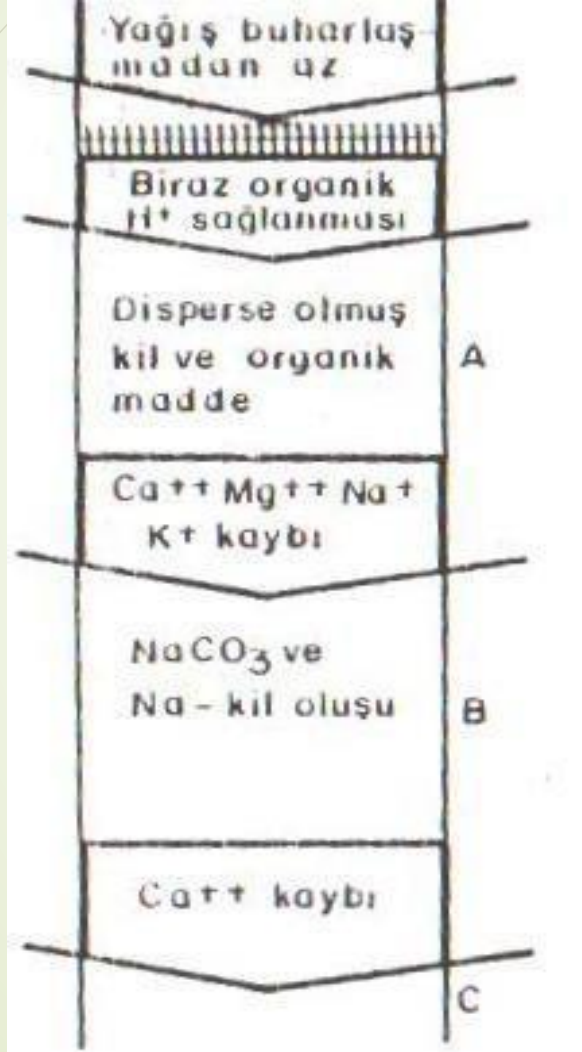 Yağış buharlaş-
madan az
Biraz organik
H+ sağlanması
Disperse olmuş
kil ve organik
madde
A
Ca++ Mg++ Na+
K+ kaybı
NaCO3 ve
Na-kil oluşu
B
Ca++ kaybı
C